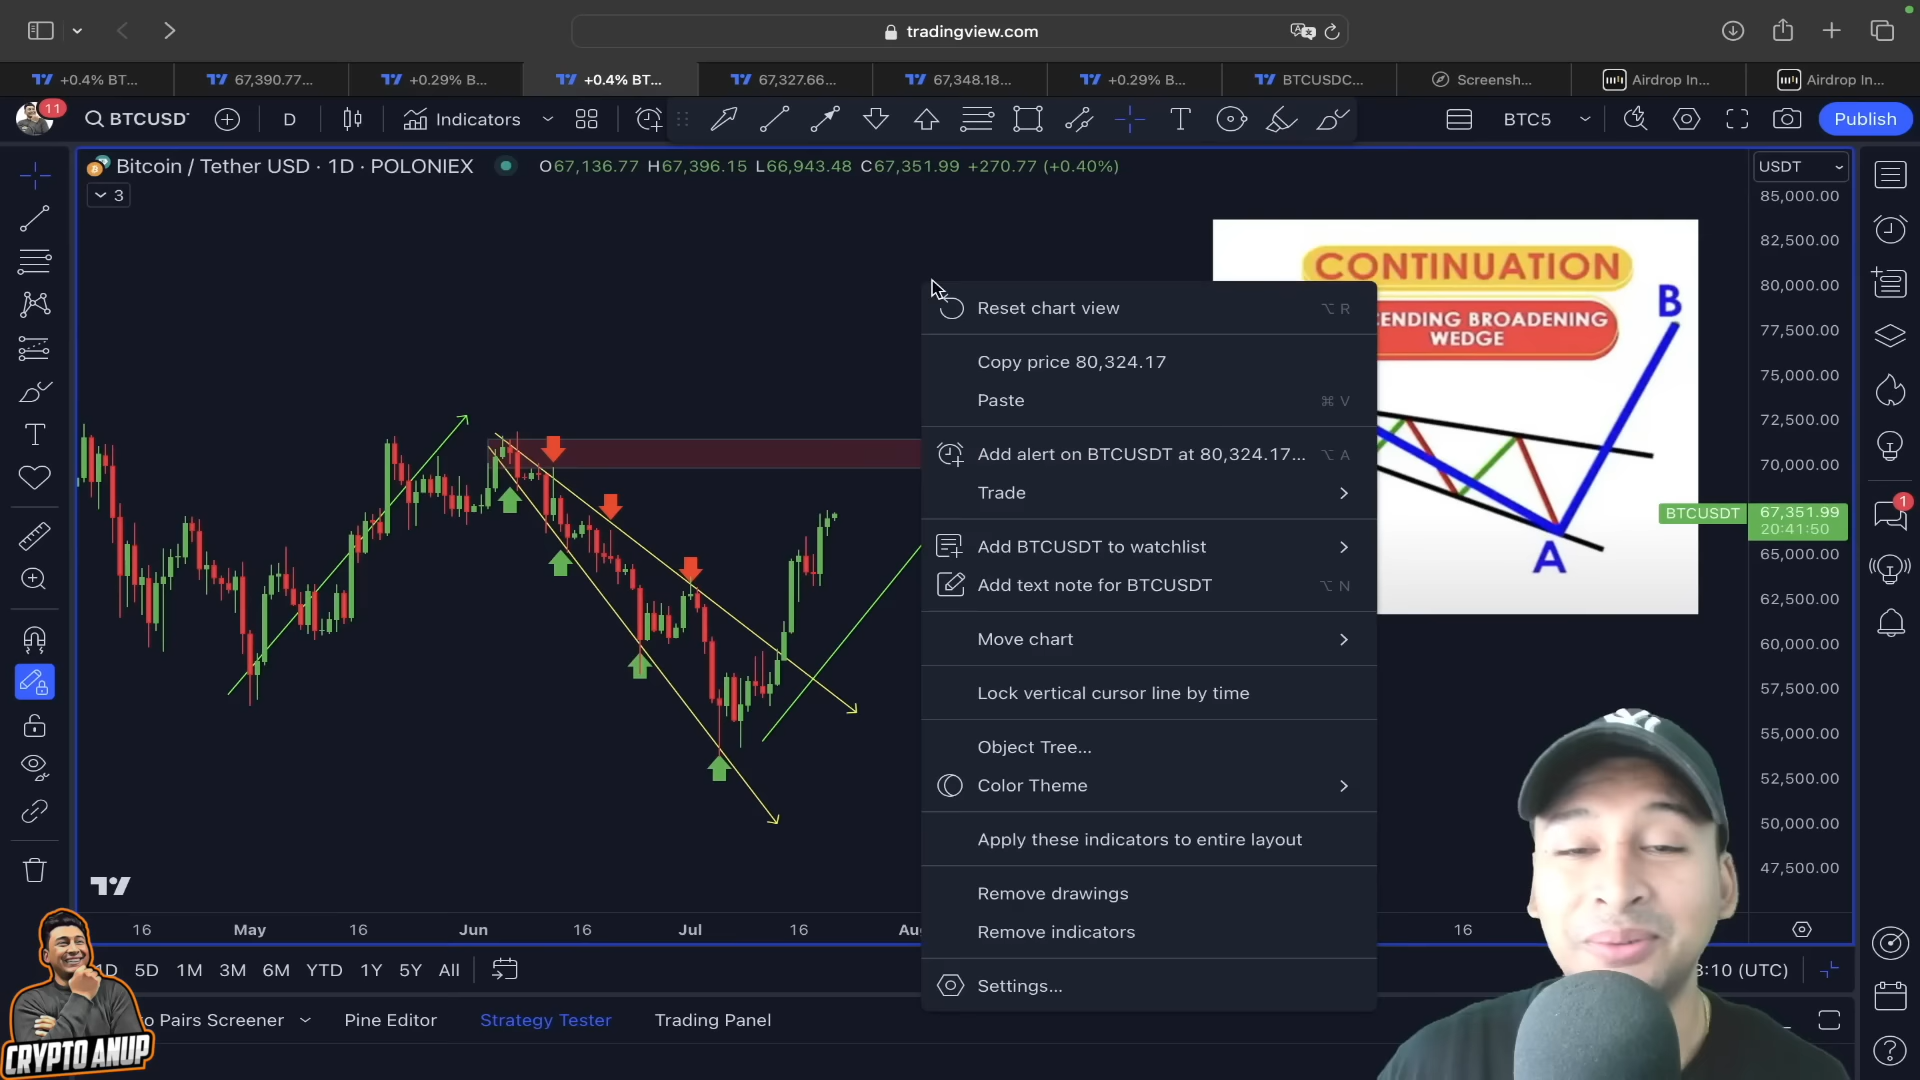 tradingview.com
+0.4% BT...
67,390.77...
+0.29% B...
+0.4% BT...
67,327.66...
67,348.18...
+0.29% B...
BTCUSDC...
Screensh...
Airdrop In...
Airdrop In...
11
BTCUSD
D
Indicators
T
BTC5
Publish
Bitcoin / Tether USD · 1D · POLONIEX
O67,136.77 H67,396.15 L66,943.48 C67,351.99 +270.77 (+0.40%)
3
USDT
85,000.00
82,500.00
80,000.00
77,500.00
75,000.00
72,500.00
70,000.00
BTCUSDT
67,351.99
20:41:50
65,000.00
62,500.00
60,000.00
57,500.00
55,000.00
52,500.00
50,000.00
47,500.00
CONTINUATION
ENDING BROADENING
WEDGE
B
A
Reset chart view ⌥ R
Copy price 80,324.17
Paste ⌘ V
Add alert on BTCUSDT at 80,324.17... ⌥ A
Trade
Add BTCUSDT to watchlist
Add text note for BTCUSDT ⌥ N
Move chart
Lock vertical cursor line by time
Object Tree...
Color Theme
Apply these indicators to entire layout
Remove drawings
Remove indicators
Settings...
1
16 May 16 Jun 16 Jul 16 Aug 16
1D 5D 1M 3M 6M YTD 1Y 5Y All
3:10 (UTC)
o Pairs Screener
Pine Editor
Strategy Tester
Trading Panel
CRYPTO ANUP